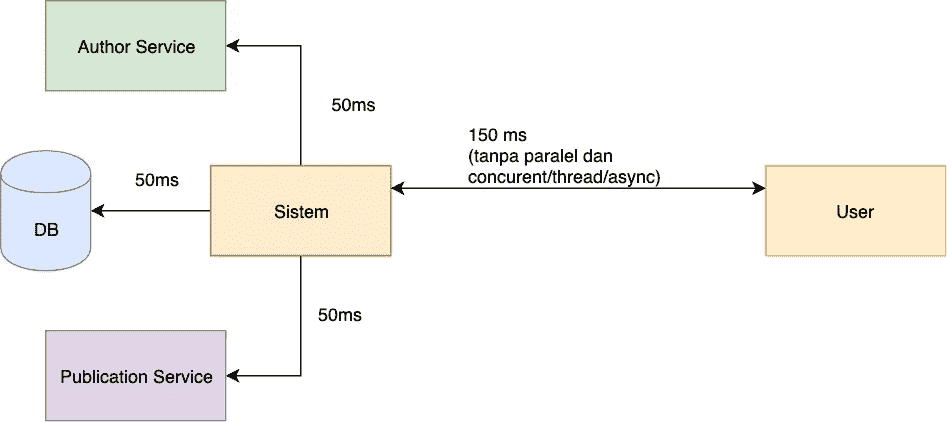 Author Service
50ms
150 ms
(tanpa paralel dan
concurent/thread/async)
50ms
DB
Sistem
User
50ms
Publication Service